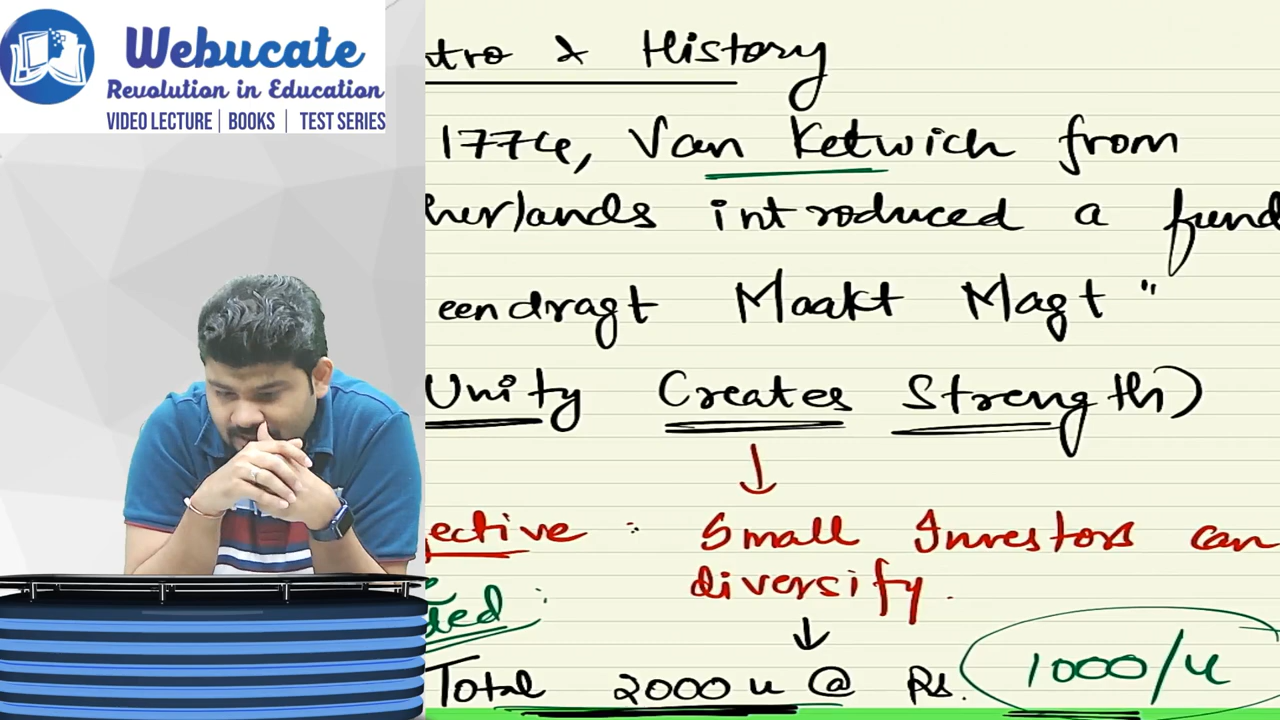 Webucate
Revolution in Education
VIDEO LECTURE | BOOKS | TEST SERIES
tro & History
1774, Van Ketwich from
herlands introduced a fund
eendragt Maakt Magt "
Unity Creates Strength)
↓
ective : Small Investors can
diversify.
ted :
↓
Total 2000 u @ Rs. 1000/u